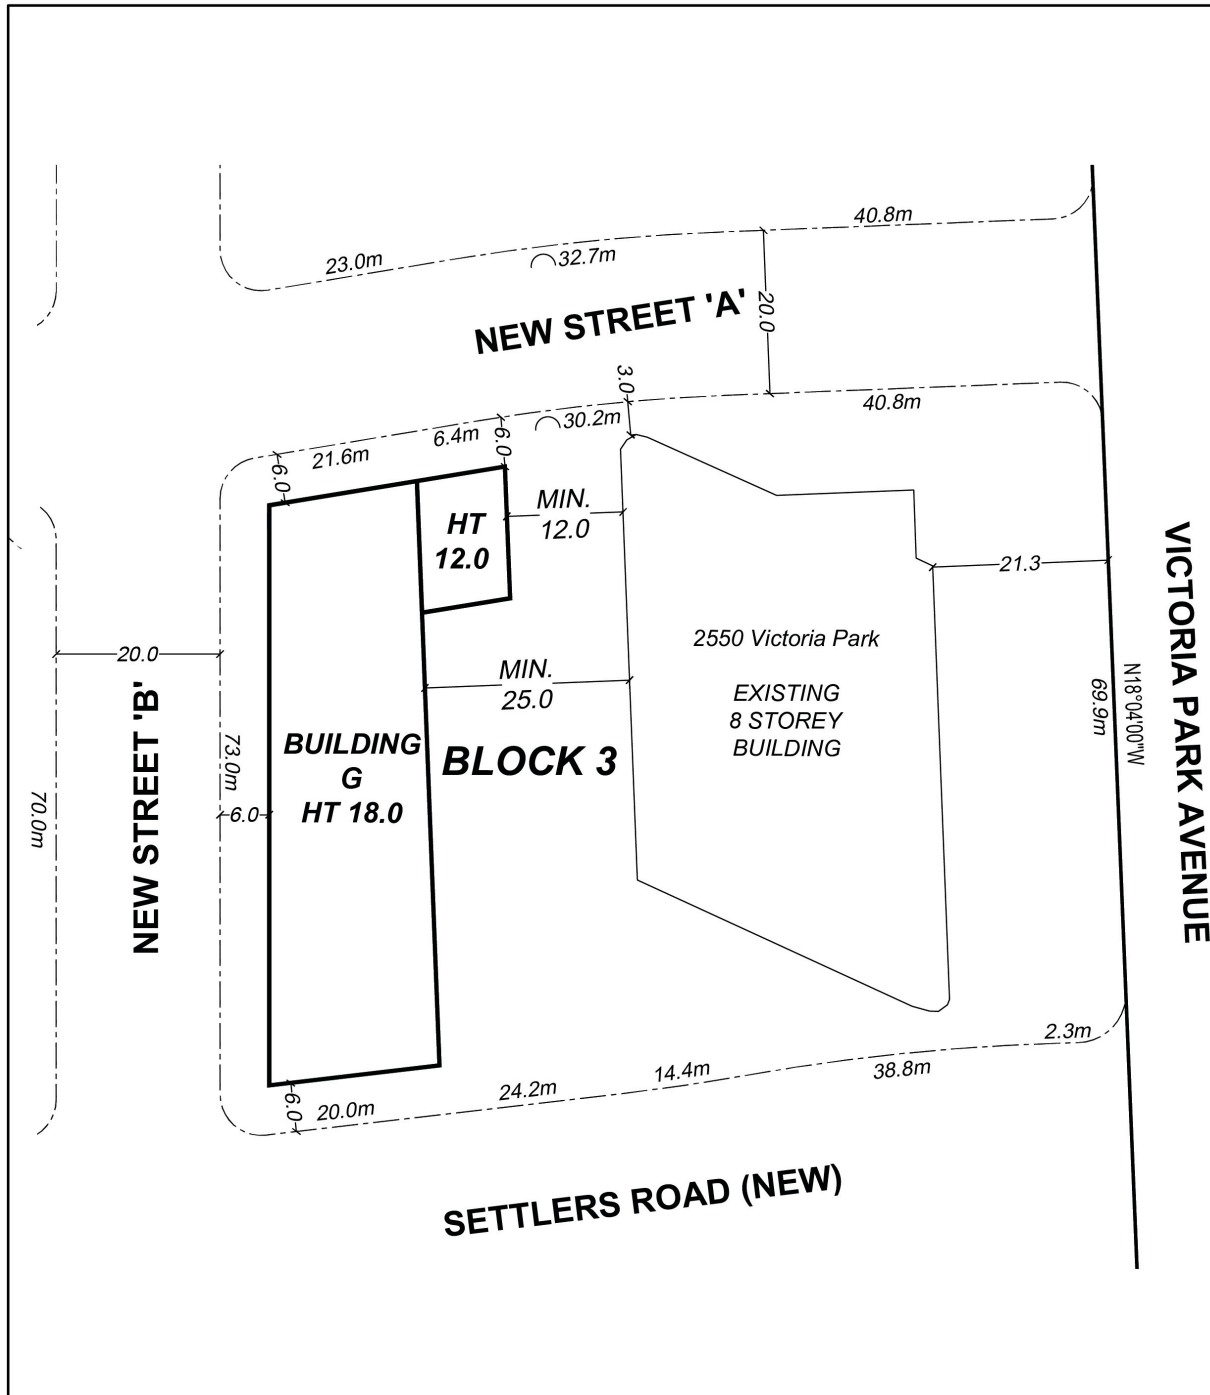 40.8m
23.0m
32.7m
NEW STREET 'A'
20.0
3.0
40.8m
30.2m
6.4m
6.0
21.6m
6.0
HT
12.0
MIN.
12.0
21.3
2550 Victoria Park
EXISTING
8 STOREY
BUILDING
MIN.
25.0
20.0
NEW STREET 'B'
73.0m
70.0m
6.0
BUILDING
G
HT 18.0
BLOCK 3
69.9m
N18°04'00"W
VICTORIA PARK AVENUE
2.3m
38.8m
14.4m
24.2m
20.0m
6.0
SETTLERS ROAD (NEW)